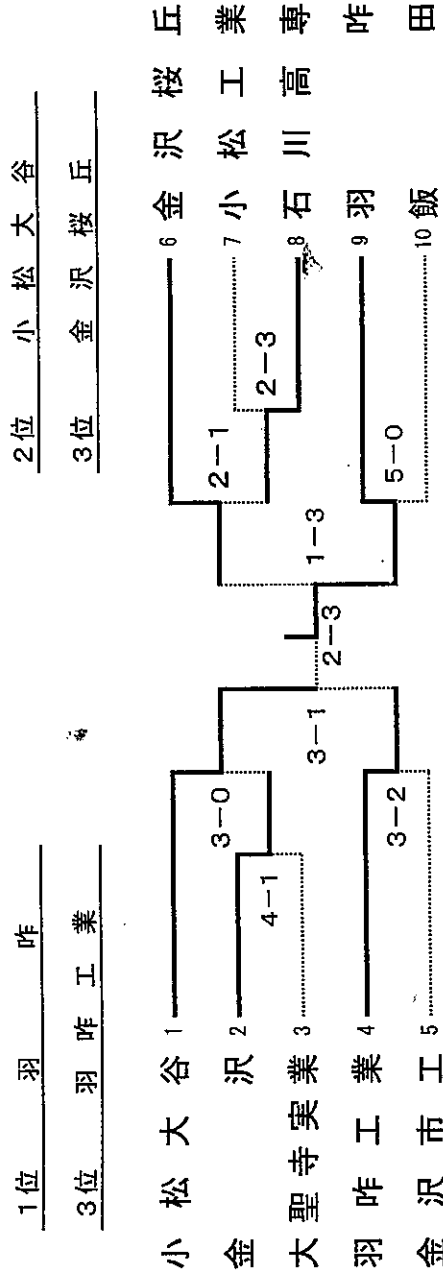 1位 羽咋
2位 小松大谷
3位 羽咋工業
3位 金沢桜丘
小松大谷 1
金沢 2
大聖寺実業 3
羽咋工業 4
金沢市工 5
4-1
3-0
3-2
3-1
2-3
1-3
2-1
2-3
5-0
6 金沢桜丘
7 小松工業
8 石川高専
9 羽咋
10 飯田